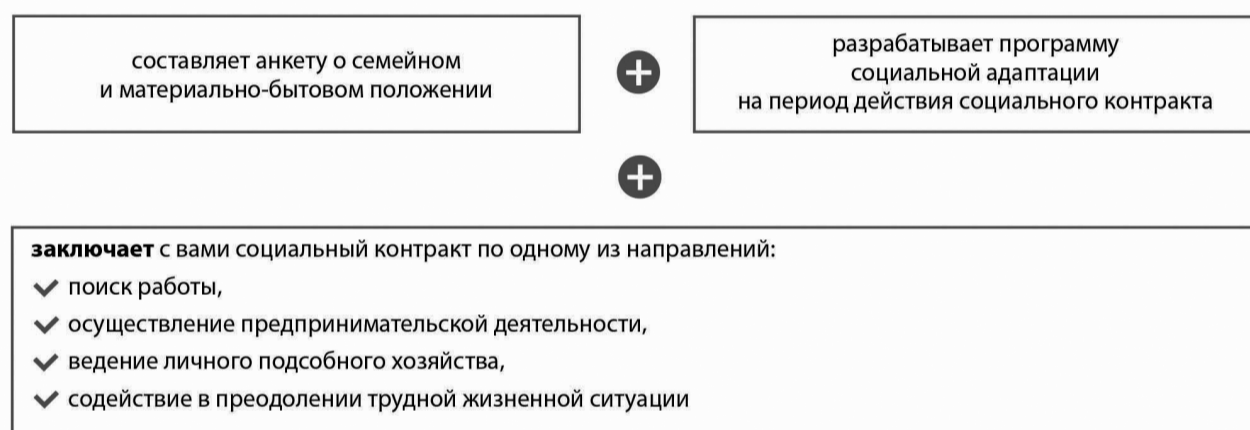 составляет анкету о семейном
и материально-бытовом положении
разрабатывает программу
социальной адаптации
на период действия социального контракта
заключает с вами социальный контракт по одному из направлений:
поиск работы,
осуществление предпринимательской деятельности,
ведение личного подсобного хозяйства,
содействие в преодолении трудной жизненной ситуации